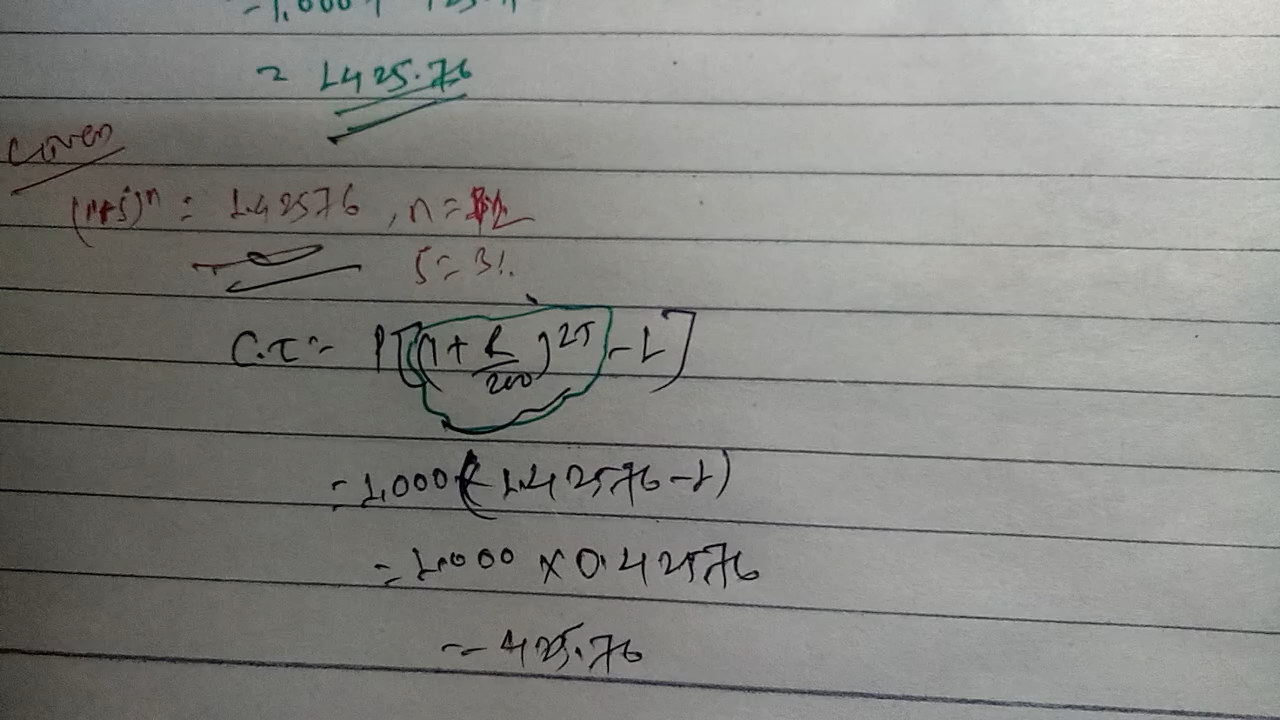 = 1425.76
Given
(1+i)ⁿ = 1.42576 , n = 12
i = 3%
C.I = P[(1 + R/200)^2T - 1]
= 1,000 (1.42576 - 1)
= 1,000 × 0.42576
= 425.76